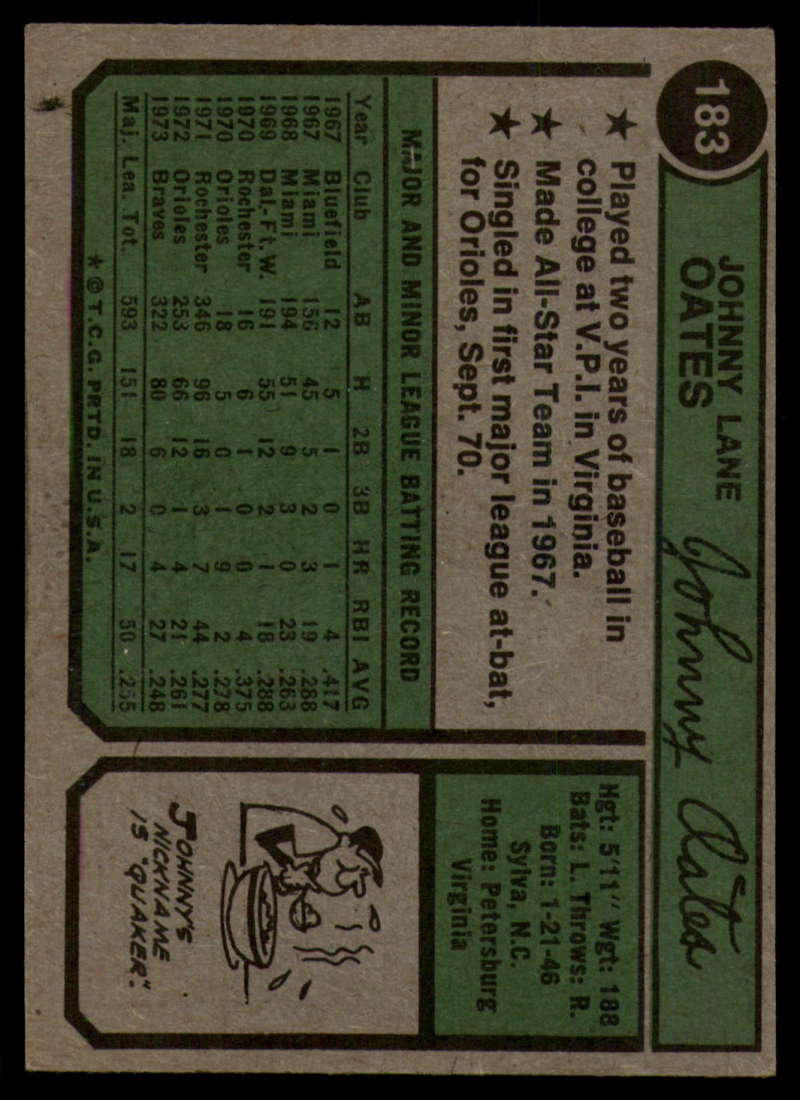 183
JOHNNY LANE
OATES
Johnny Oates
★ Played two years of baseball in
college at V.P.I. in Virginia.
★ Made All-Star Team in 1967.
★ Singled in first major league at-bat,
for Orioles, Sept. 70.
Hgt: 5'11" Wgt: 188
Bats: L. Throws: R.
Born: 1-21-46
Sylva, N.C.
Home: Petersburg
Virginia
MAJOR AND MINOR LEAGUE BATTING RECORD
Year Club AB H 2B 3B HR RBI AVG
1967 Bluefield 12 5 1 0 1 4 .417
1967 Miami 156 45 5 2 3 19 .288
1968 Miami 194 51 9 3 0 23 .263
1969 Dal.-Ft.W. 191 55 12 2 1 18 .288
1970 Rochester 16 6 1 0 0 4 .375
1970 Orioles 18 5 0 1 0 2 .278
1971 Rochester 346 96 16 3 7 44 .277
1972 Orioles 253 66 12 1 4 21 .261
1973 Braves 322 80 6 0 4 27 .248
Maj. Lea. Tot. 593 151 18 2 17 50 .255
* © T.C.G. PRTD. IN U.S.A.
JOHNNY'S
NICKNAME
IS "QUAKER".